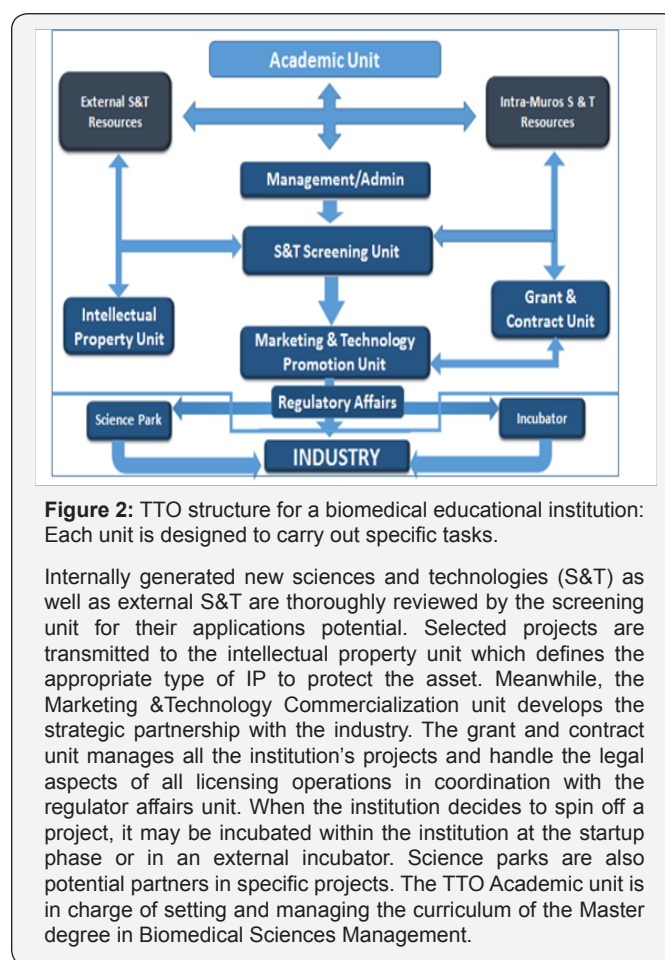 Academic Unit
External S&T
Resources
Intra-Muros S & T
Resources
Management/Admin
S&T Screening Unit
Intellectual
Property Unit
Grant &
Contract Unit
Marketing & Technology
Promotion Unit
Regulatory Affairs
Science Park
Incubator
INDUSTRY
Figure 2: TTO structure for a biomedical educational institution:
Each unit is designed to carry out specific tasks.
Internally generated new sciences and technologies (S&T) as
well as external S&T are thoroughly reviewed by the screening
unit for their applications potential. Selected projects are
transmitted to the intellectual property unit which defines the
appropriate type of IP to protect the asset. Meanwhile, the
Marketing &Technology Commercialization unit develops the
strategic partnership with the industry. The grant and contract
unit manages all the institution's projects and handle the legal
aspects of all licensing operations in coordination with the
regulator affairs unit. When the institution decides to spin off a
project, it may be incubated within the institution at the startup
phase or in an external incubator. Science parks are also
potential partners in specific projects. The TTO Academic unit is
in charge of setting and managing the curriculum of the Master
degree in Biomedical Sciences Management.